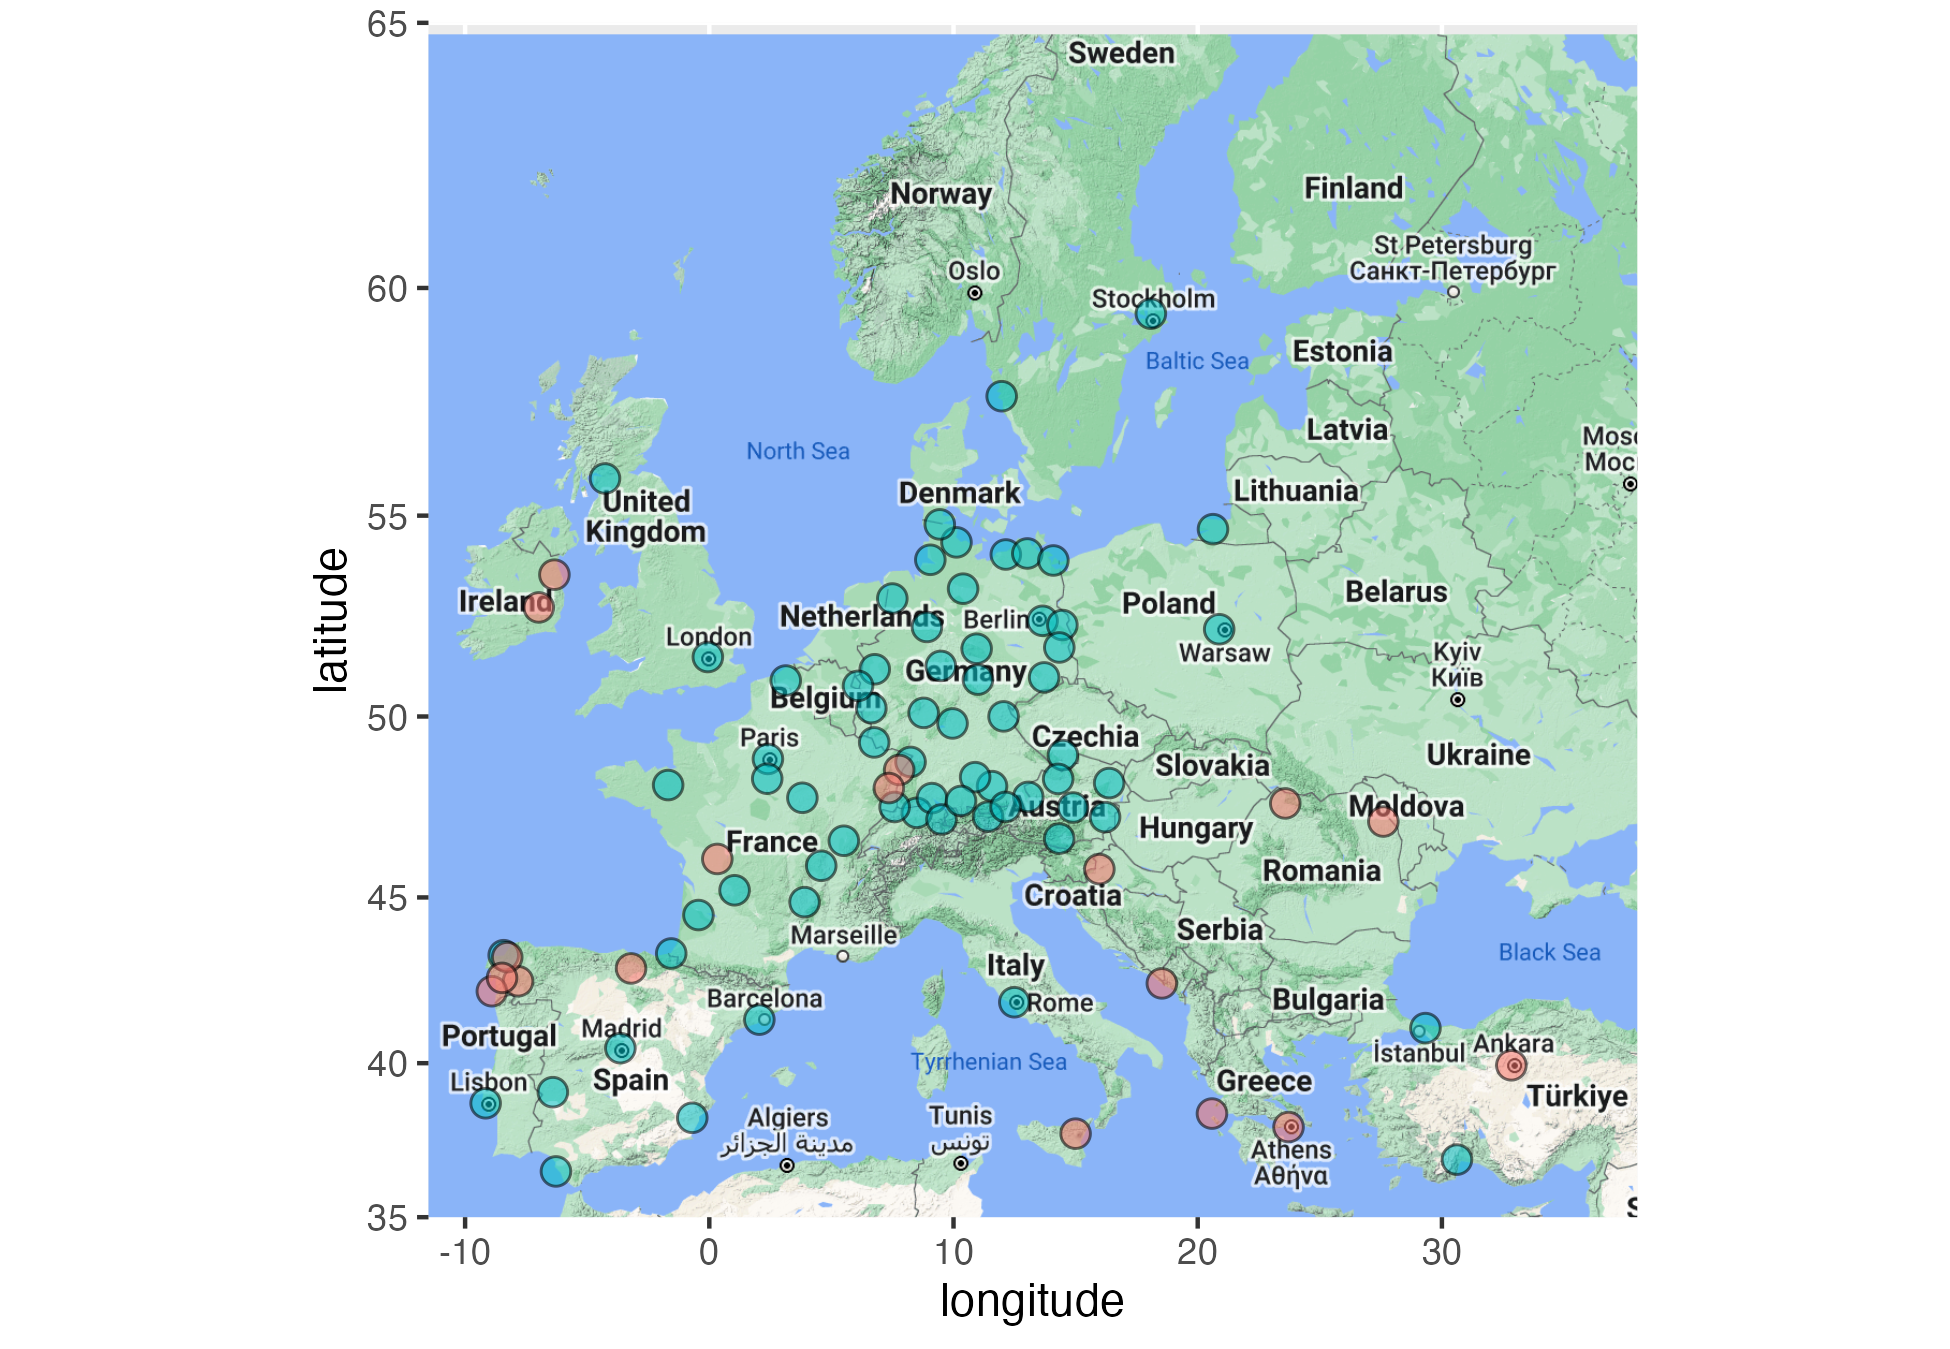 65
Sweden
Norway
Finland
St Petersburg
Санкт-Петербург
Oslo
60
Stockholm
Estonia
Baltic Sea
Latvia
North Sea
Denmark
Lithuania
United
Kingdom
55
Ireland
Netherlands
Berlin
Poland
Belarus
London
Warsaw
Kyiv
Київ
Germany
Belgium
50
Paris
Czechia
Slovakia
Ukraine
Austria
Moldova
Hungary
France
Romania
45
Croatia
Marseille
Serbia
Black Sea
Italy
Barcelona
Rome
Bulgaria
Portugal
Madrid
İstanbul
Ankara
40
Tyrrhenian Sea
Lisbon
Spain
Greece
Türkiye
Algiers
مدينة الجزائر
Tunis
تونس
Athens
Αθήνα
35
-10
0
10
20
30
longitude
latitude